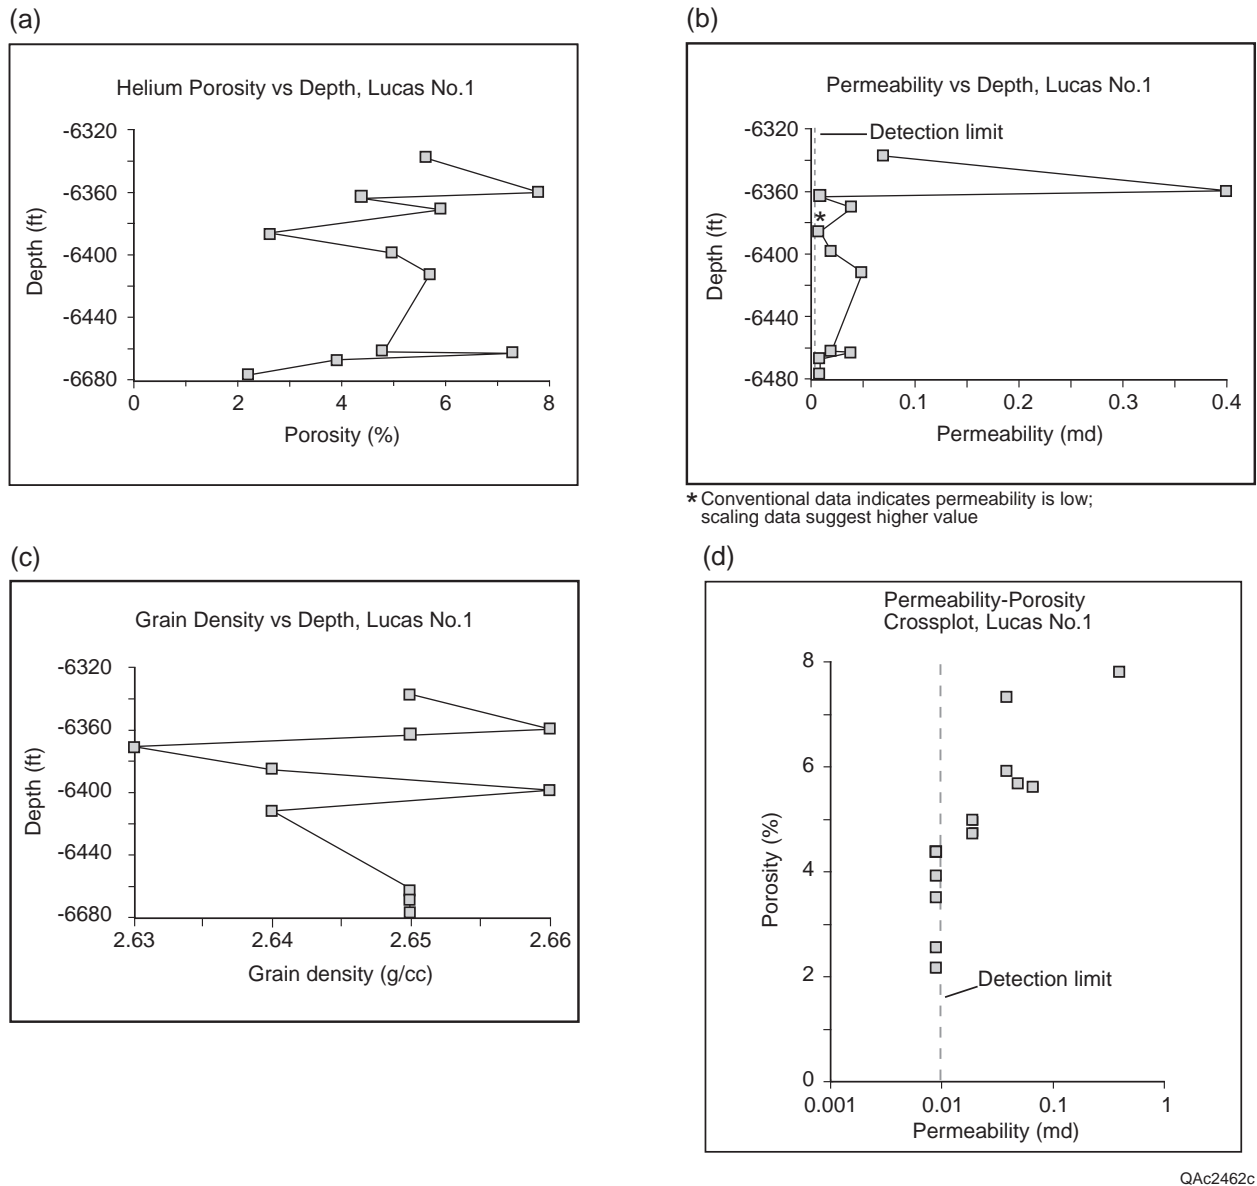 (a)
Helium Porosity vs Depth, Lucas No.1
-6320
-6360
-6400
-6440
-6680
Depth (ft)
0 2 4 6 8
Porosity (%)
(b)
Permeability vs Depth, Lucas No.1
Detection limit
-6320
-6360
-6400
-6440
-6480
Depth (ft)
*
0 0.1 0.2 0.3 0.4
Permeability (md)
* Conventional data indicates permeability is low;
scaling data suggest higher value
(c)
Grain Density vs Depth, Lucas No.1
-6320
-6360
-6400
-6440
-6680
Depth (ft)
2.63 2.64 2.65 2.66
Grain density (g/cc)
(d)
Permeability-Porosity
Crossplot, Lucas No.1
8
6
4
2
0
Porosity (%)
Detection limit
0.001 0.01 0.1 1
Permeability (md)
QAc2462c